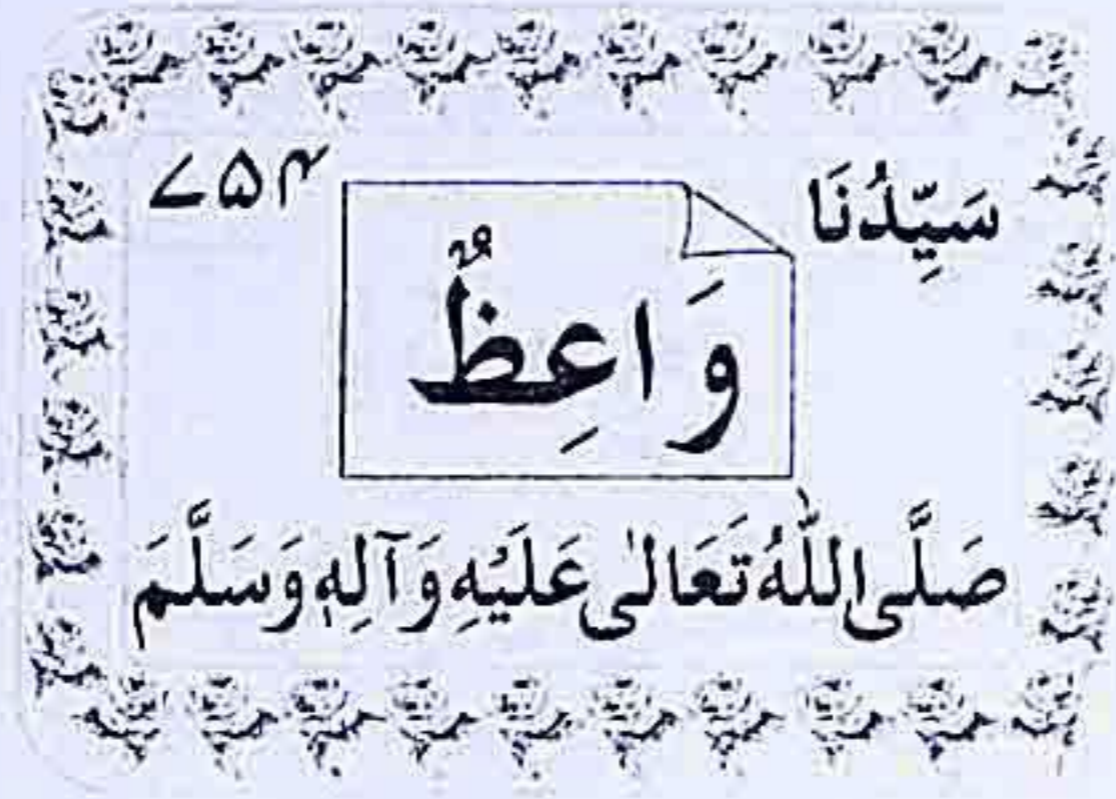 سَيِّدُنَا
۷۵۴
وَاعِظٌ
صَلَّی اللّٰهُ تَعَالٰی عَلَيْهِ وَآلِهٖ وَسَلَّمَ